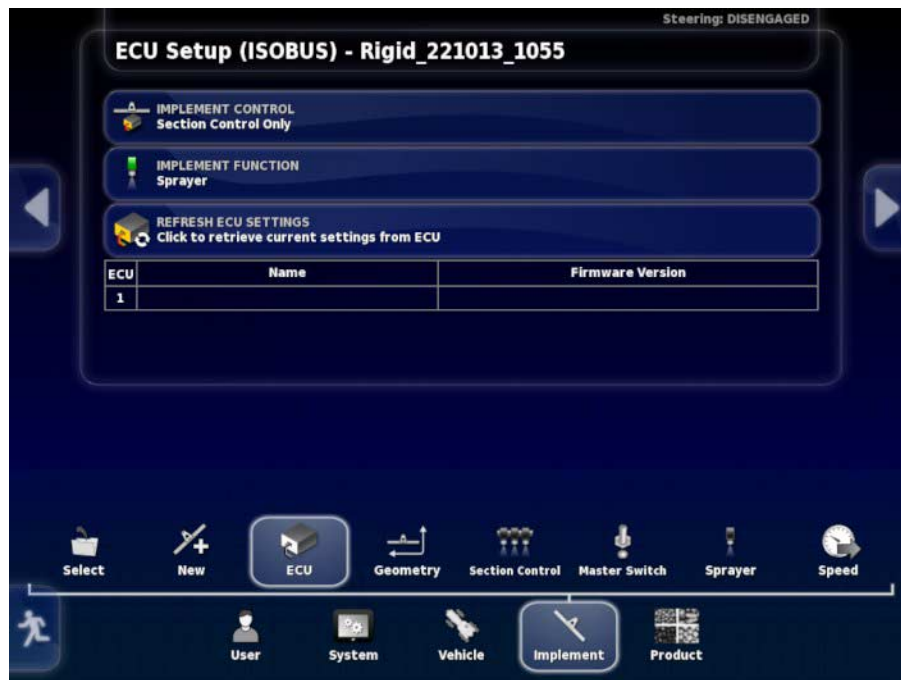 Steering: DISENGAGED
ECU Setup (ISOBUS) - Rigid_221013_1055
IMPLEMENT CONTROL
Section Control Only
IMPLEMENT FUNCTION
Sprayer
REFRESH ECU SETTINGS
Click to retrieve current settings from ECU
ECU Name Firmware Version
1
Select New ECU Geometry Section Control Master Switch Sprayer Speed
User System Vehicle Implement Product